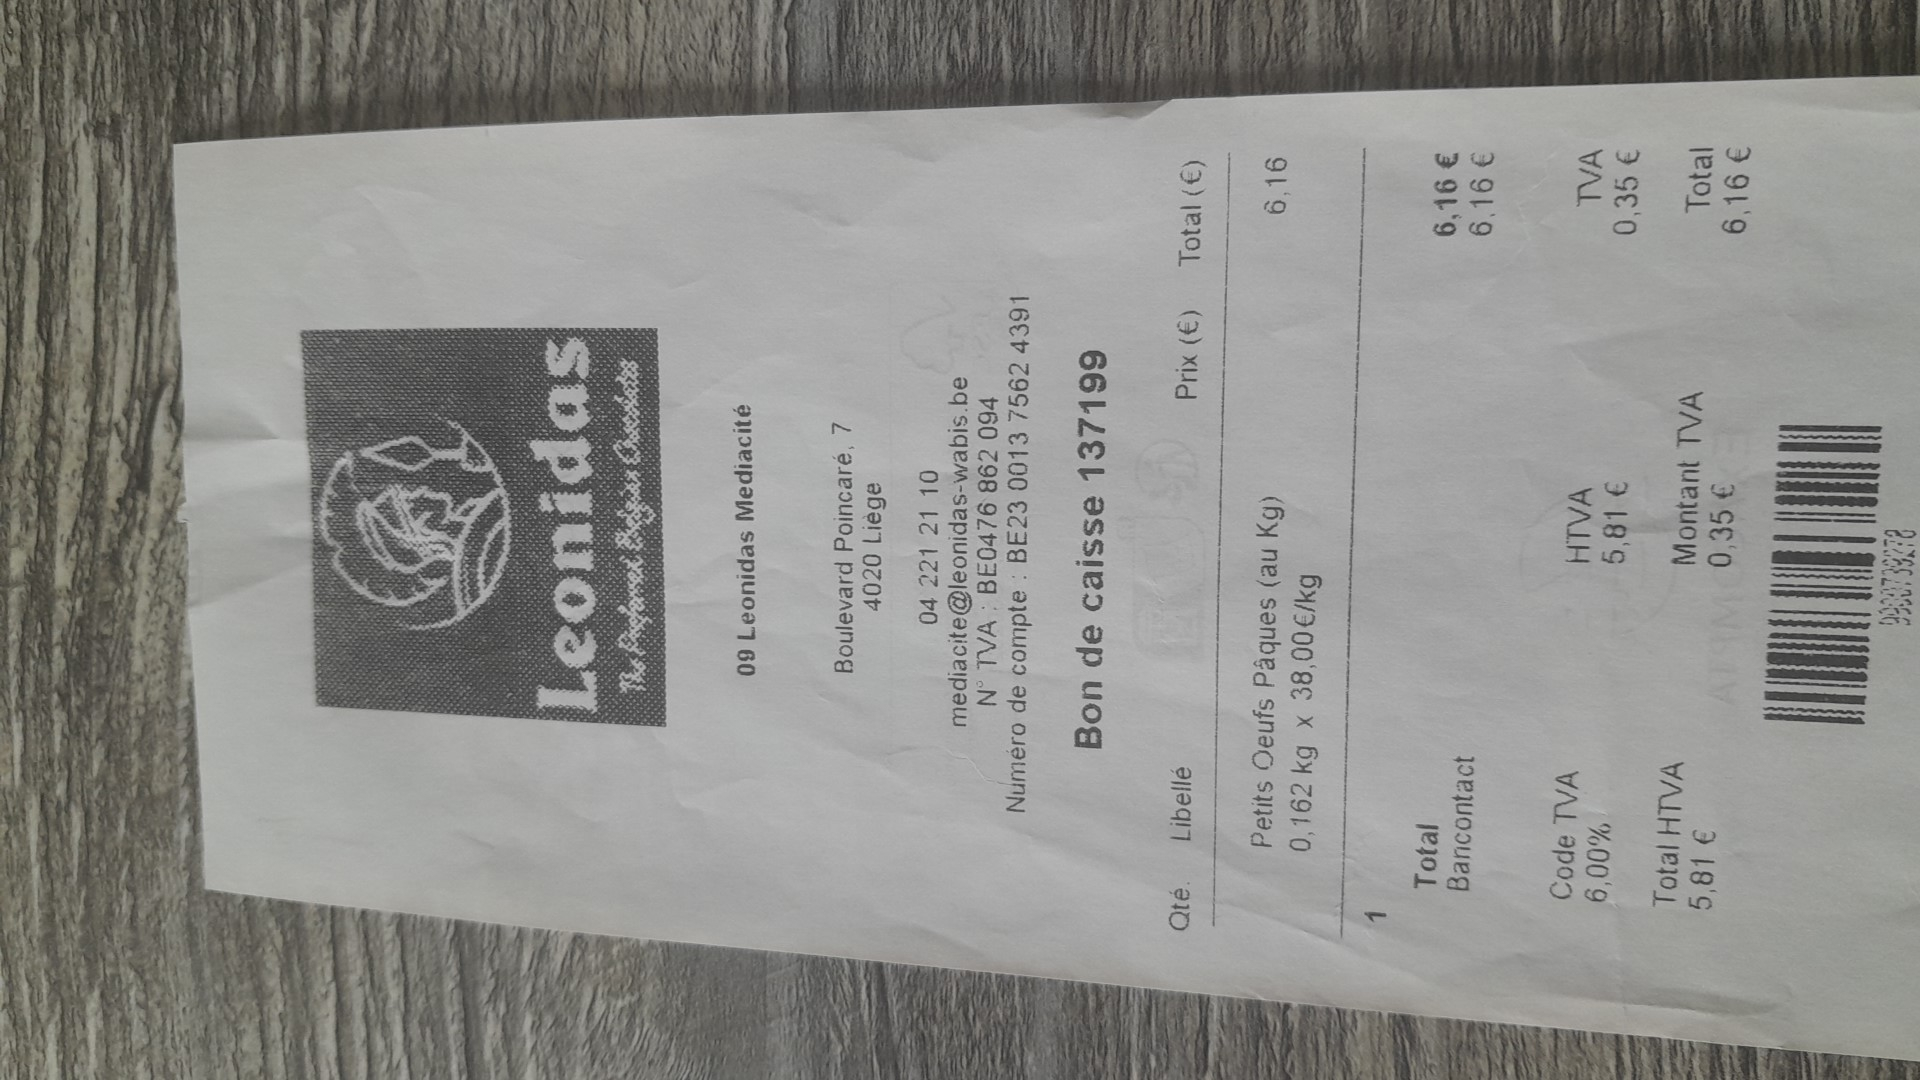 Leonidas
The Preferred Belgian Chocolates
09 Leonidas Mediacité
Boulevard Poincaré, 7
4020 Liège
04 221 21 10
mediacite@leonidas-wabis.be
N° TVA : BE0476 862 094
Numéro de compte : BE23 0013 7562 4391
Bon de caisse 137199
Qté. Libellé Prix (€) Total (€)
Petits Oeufs Pâques (au Kg) 6,16
0,162 kg x 38,00€/kg
1
Total 6,16 €
Bancontact 6,16 €
Code TVA HTVA TVA
6,00% 5,81 € 0,35 €
Total HTVA Montant TVA Total
5,81 € 0,35 € 6,16 €